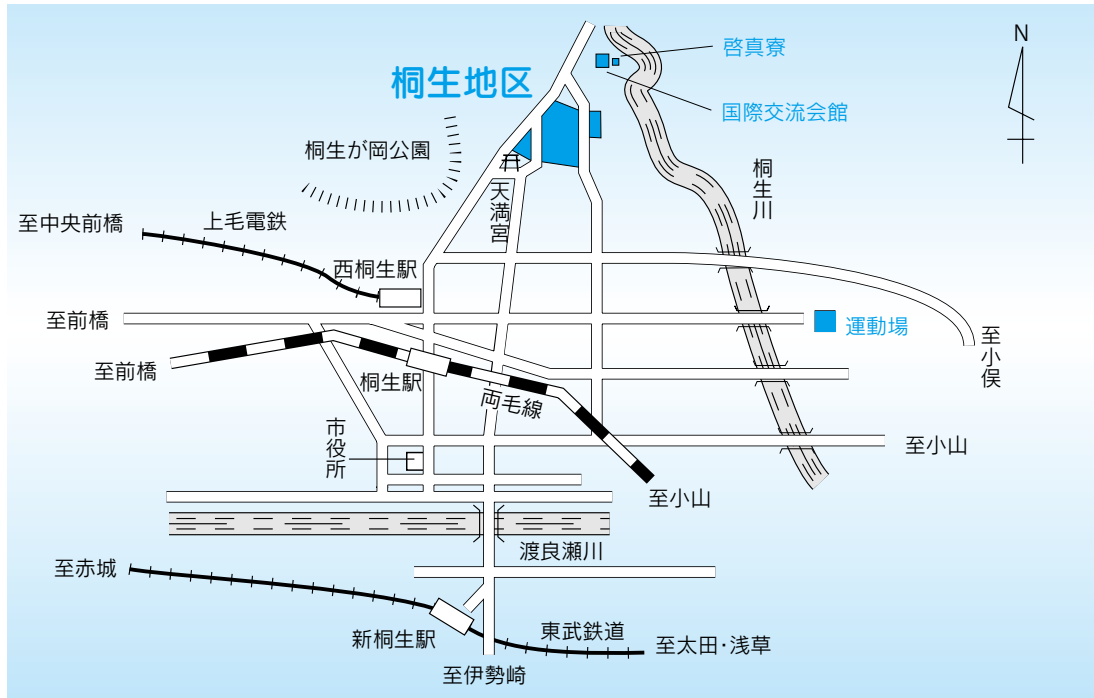 N
啓真寮
桐生地区
国際交流会館
桐生が岡公園
桐生川
天満宮
至中央前橋
上毛電鉄
西桐生駅
至前橋
運動場
至小俣
至前橋
桐生駅
両毛線
市役所
至小山
至小山
渡良瀬川
至赤城
新桐生駅
東武鉄道
至太田・浅草
至伊勢崎